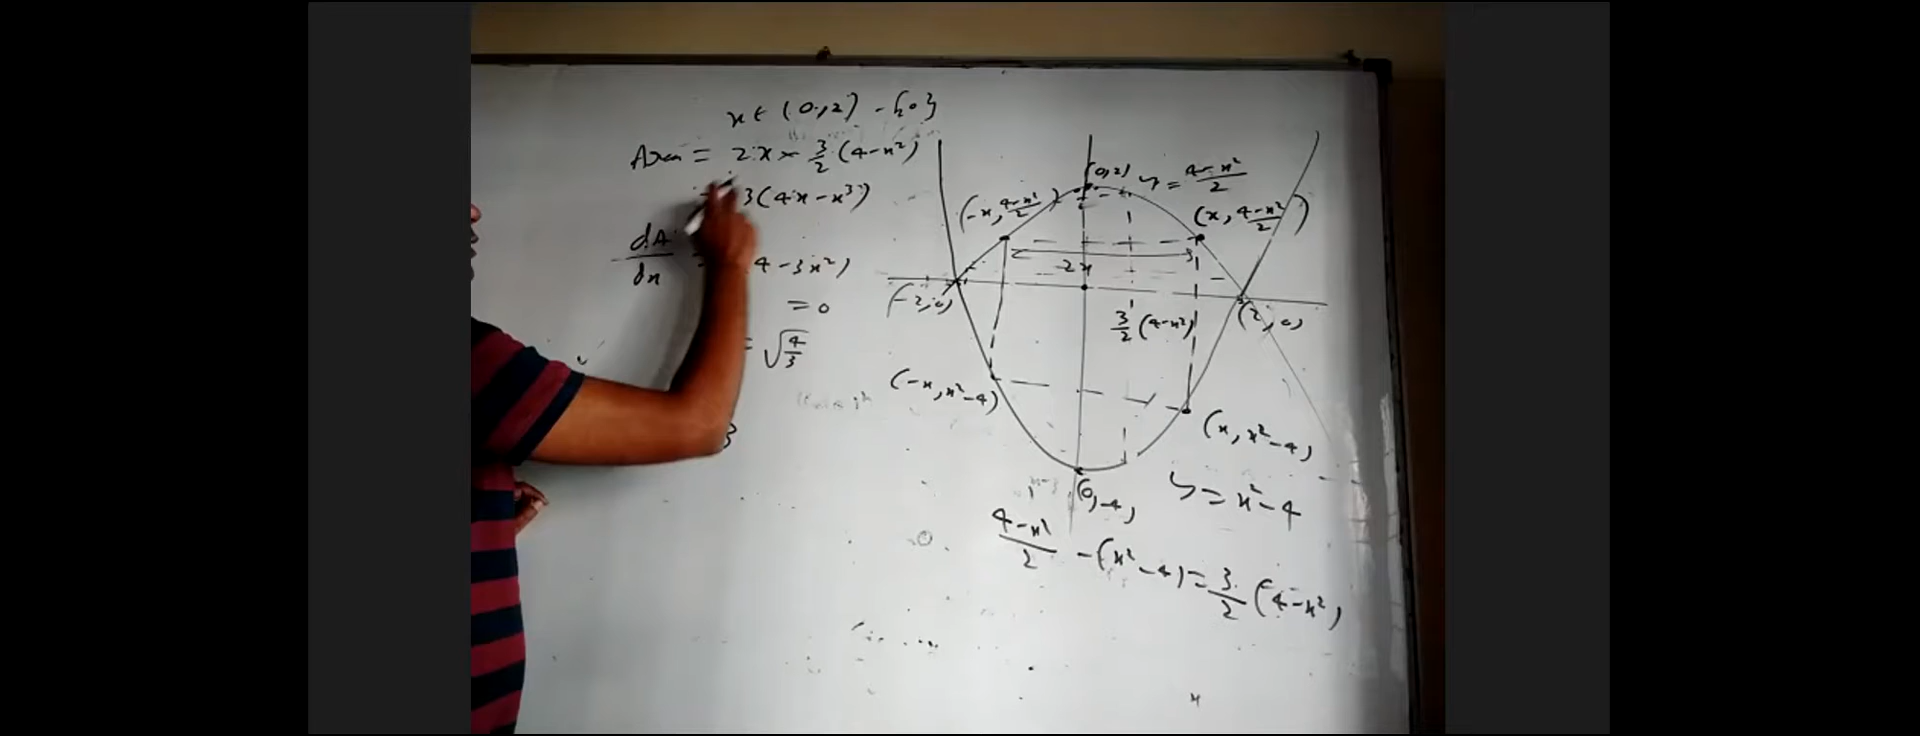 x ∈ (0,2) - {0}
Area = 2x × 3/2 (4-x²)
= 3(4x-x³)
dA/dx = 4-3x²)
= 0
= √(4/3)
(0,2) y = (4-x²)/2
(-x, (4-x²)/2)
(x, (4-x²)/2)
2x
(-2,0)
(2,0)
3/2 (4-x²)
(-x, x²-4)
(x, x²-4)
(0,-4)
y = x²-4
(4-x²)/2 - (x²-4) = 3/2 (4-x²)